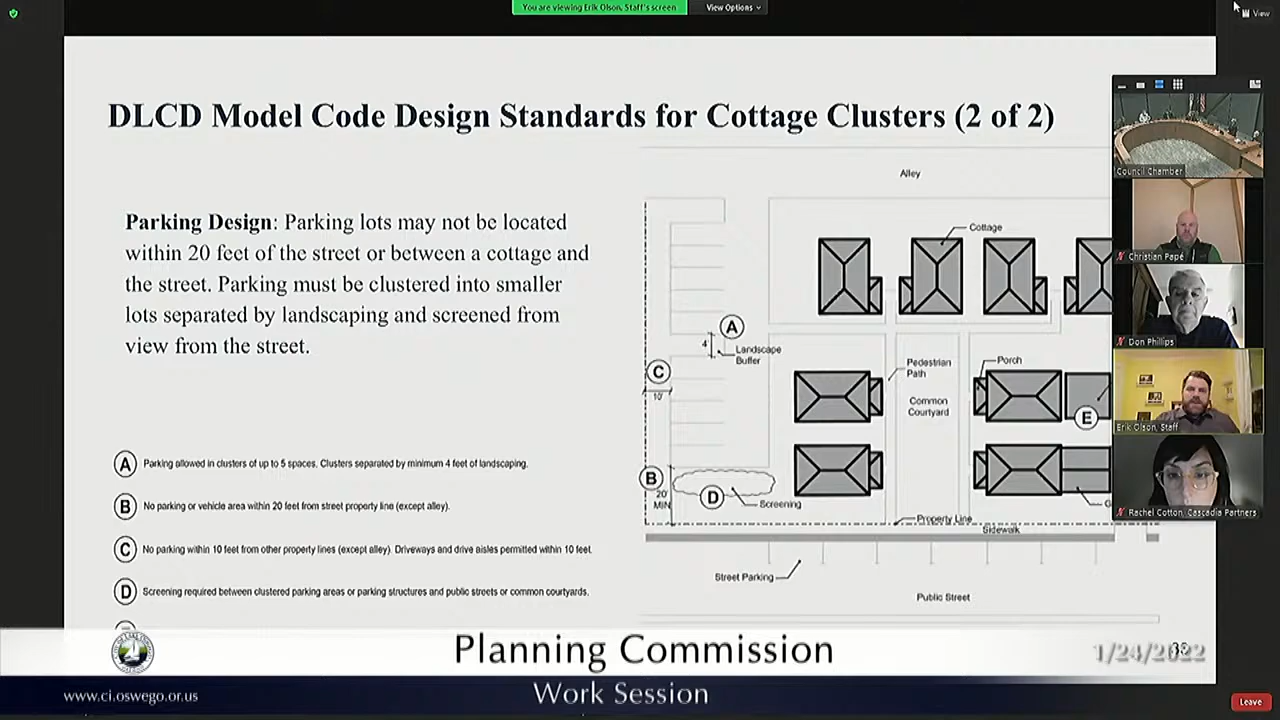 You are viewing Erik Olson, Staff's screen
View Options
View
DLCD Model Code Design Standards for Cottage Clusters (2 of 2)
Parking Design: Parking lots may not be located
within 20 feet of the street or between a cottage and
the street. Parking must be clustered into smaller
lots separated by landscaping and screened from
view from the street.
A Parking allowed in clusters of up to 5 spaces. Clusters separated by minimum 4 feet of landscaping.
B No parking or vehicle area within 20 feet from street property line (except alley).
C No parking within 10 feet from other property lines (except alley). Driveways and drive aisles permitted within 10 feet.
D Screening required between clustered parking areas or parking structures and public streets or common courtyards.
Alley
Cottage
A
4'
Landscape
Buffer
C
10'
Pedestrian
Path
Porch
Common
Courtyard
E
B
20'
MIN
D
Screening
G
Property Line
Sidewalk
Street Parking
Public Street
Council Chamber
Christian Pape
Don Phillips
Erik Olson, Staff
Rachel Cotton, Cascadia Partners
Planning Commission
1/24/2022
www.ci.oswego.or.us
Work Session
Leave